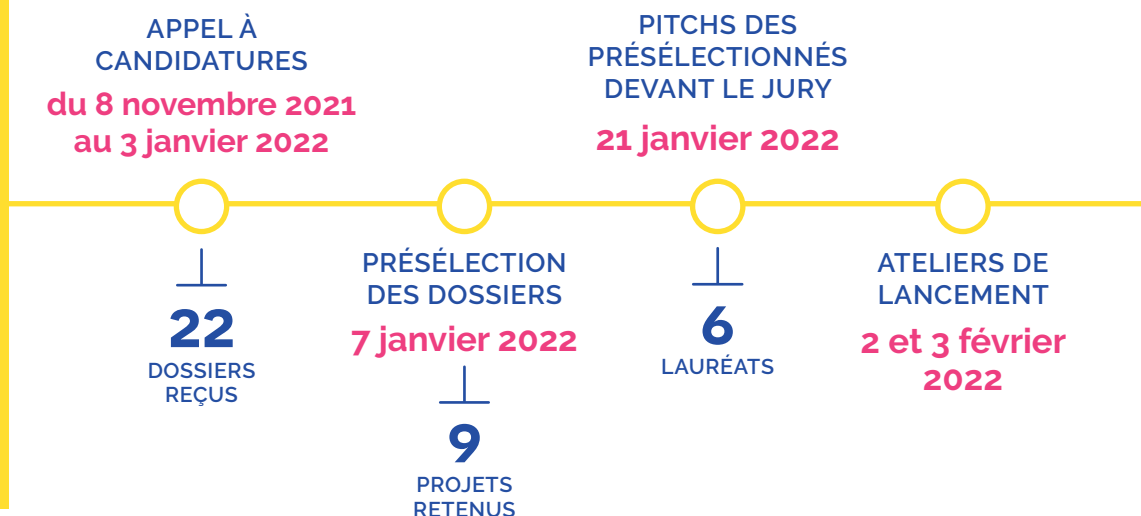 APPEL À
CANDIDATURES
du 8 novembre 2021
au 3 janvier 2022
22
DOSSIERS
REÇUS
PRÉSÉLECTION
DES DOSSIERS
7 janvier 2022
9
PROJETS
RETENUS
PITCHS DES
PRÉSÉLECTIONNÉS
DEVANT LE JURY
21 janvier 2022
6
LAURÉATS
ATELIERS DE
LANCEMENT
2 et 3 février
2022